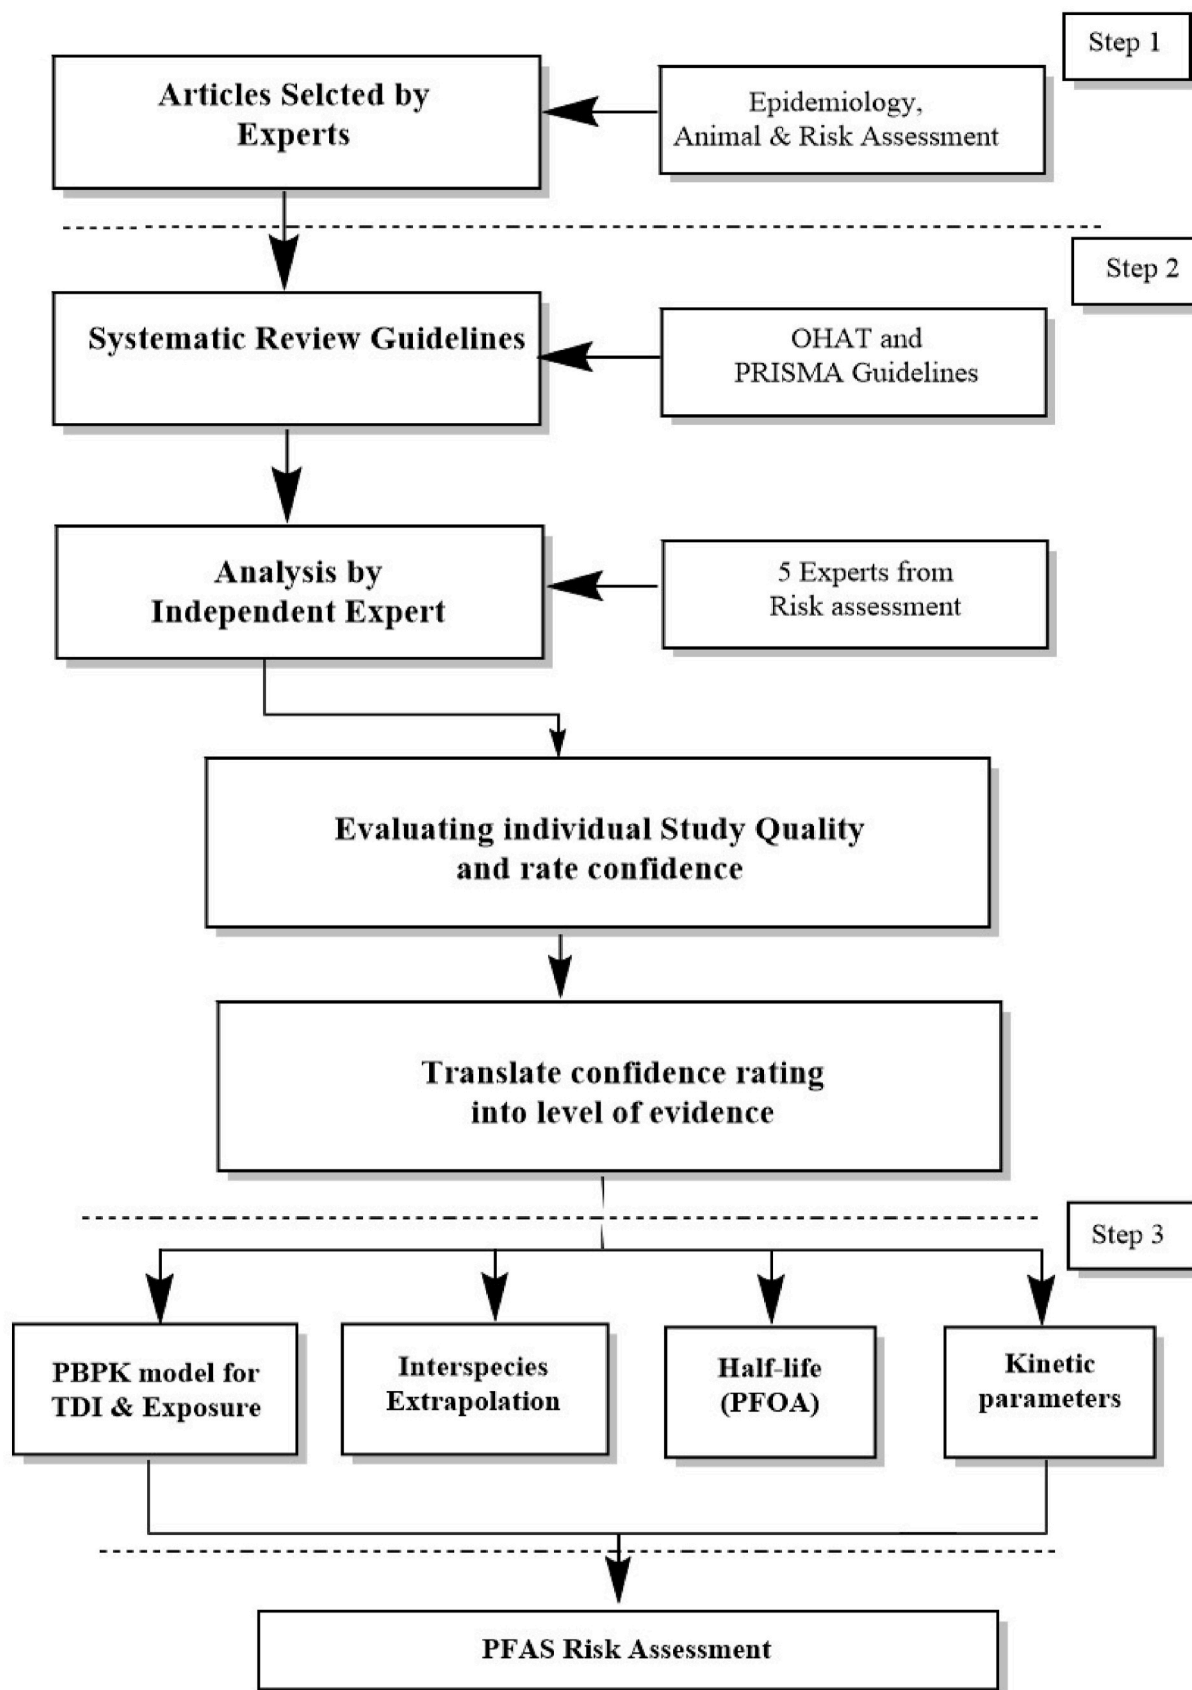 Step 1
Articles Selcted by
Experts
Epidemiology,
Animal & Risk Assessment
Step 2
Systematic Review Guidelines
OHAT and
PRISMA Guidelines
Analysis by
Independent Expert
5 Experts from
Risk assessment
Evaluating individual Study Quality
and rate confidence
Translate confidence rating
into level of evidence
Step 3
PBPK model for
TDI & Exposure
Interspecies
Extrapolation
Half-life
(PFOA)
Kinetic
parameters
PFAS Risk Assessment